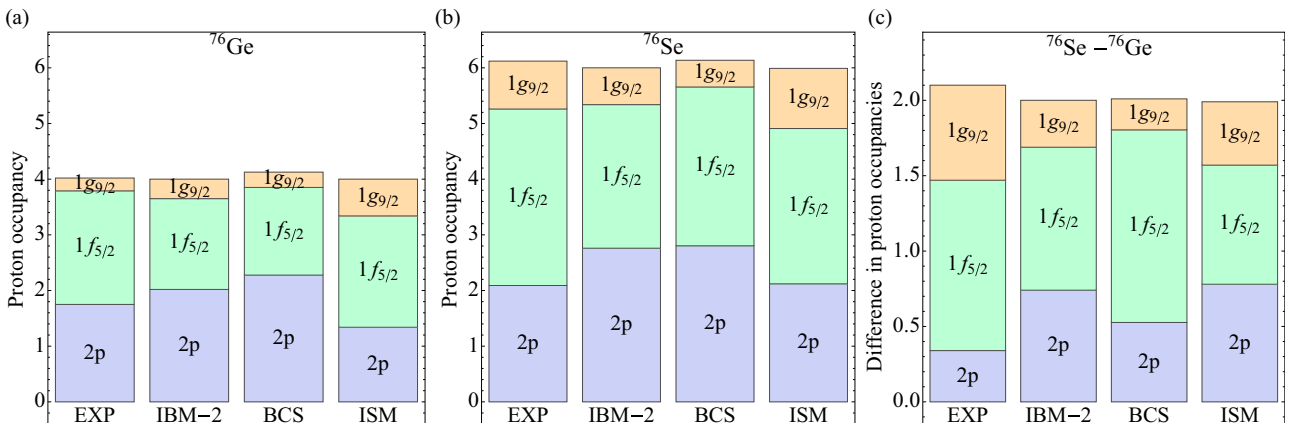 (a)
⁷⁶Ge
Proton occupancy
6
5
4
3
2
1
0
1g₉/₂
1f₅/₂
2p
1g₉/₂
1f₅/₂
2p
1g₉/₂
1f₅/₂
2p
1g₉/₂
1f₅/₂
2p
EXP IBM−2 BCS ISM
(b)
⁷⁶Se
Proton occupancy
6
5
4
3
2
1
0
1g₉/₂
1f₅/₂
2p
1g₉/₂
1f₅/₂
2p
1g₉/₂
1f₅/₂
2p
1g₉/₂
1f₅/₂
2p
EXP IBM−2 BCS ISM
(c)
⁷⁶Se −⁷⁶Ge
Difference in proton occupancies
2.0
1.5
1.0
0.5
0.0
1g₉/₂
1f₅/₂
2p
1g₉/₂
1f₅/₂
2p
1g₉/₂
1f₅/₂
2p
1g₉/₂
1f₅/₂
2p
EXP IBM−2 BCS ISM